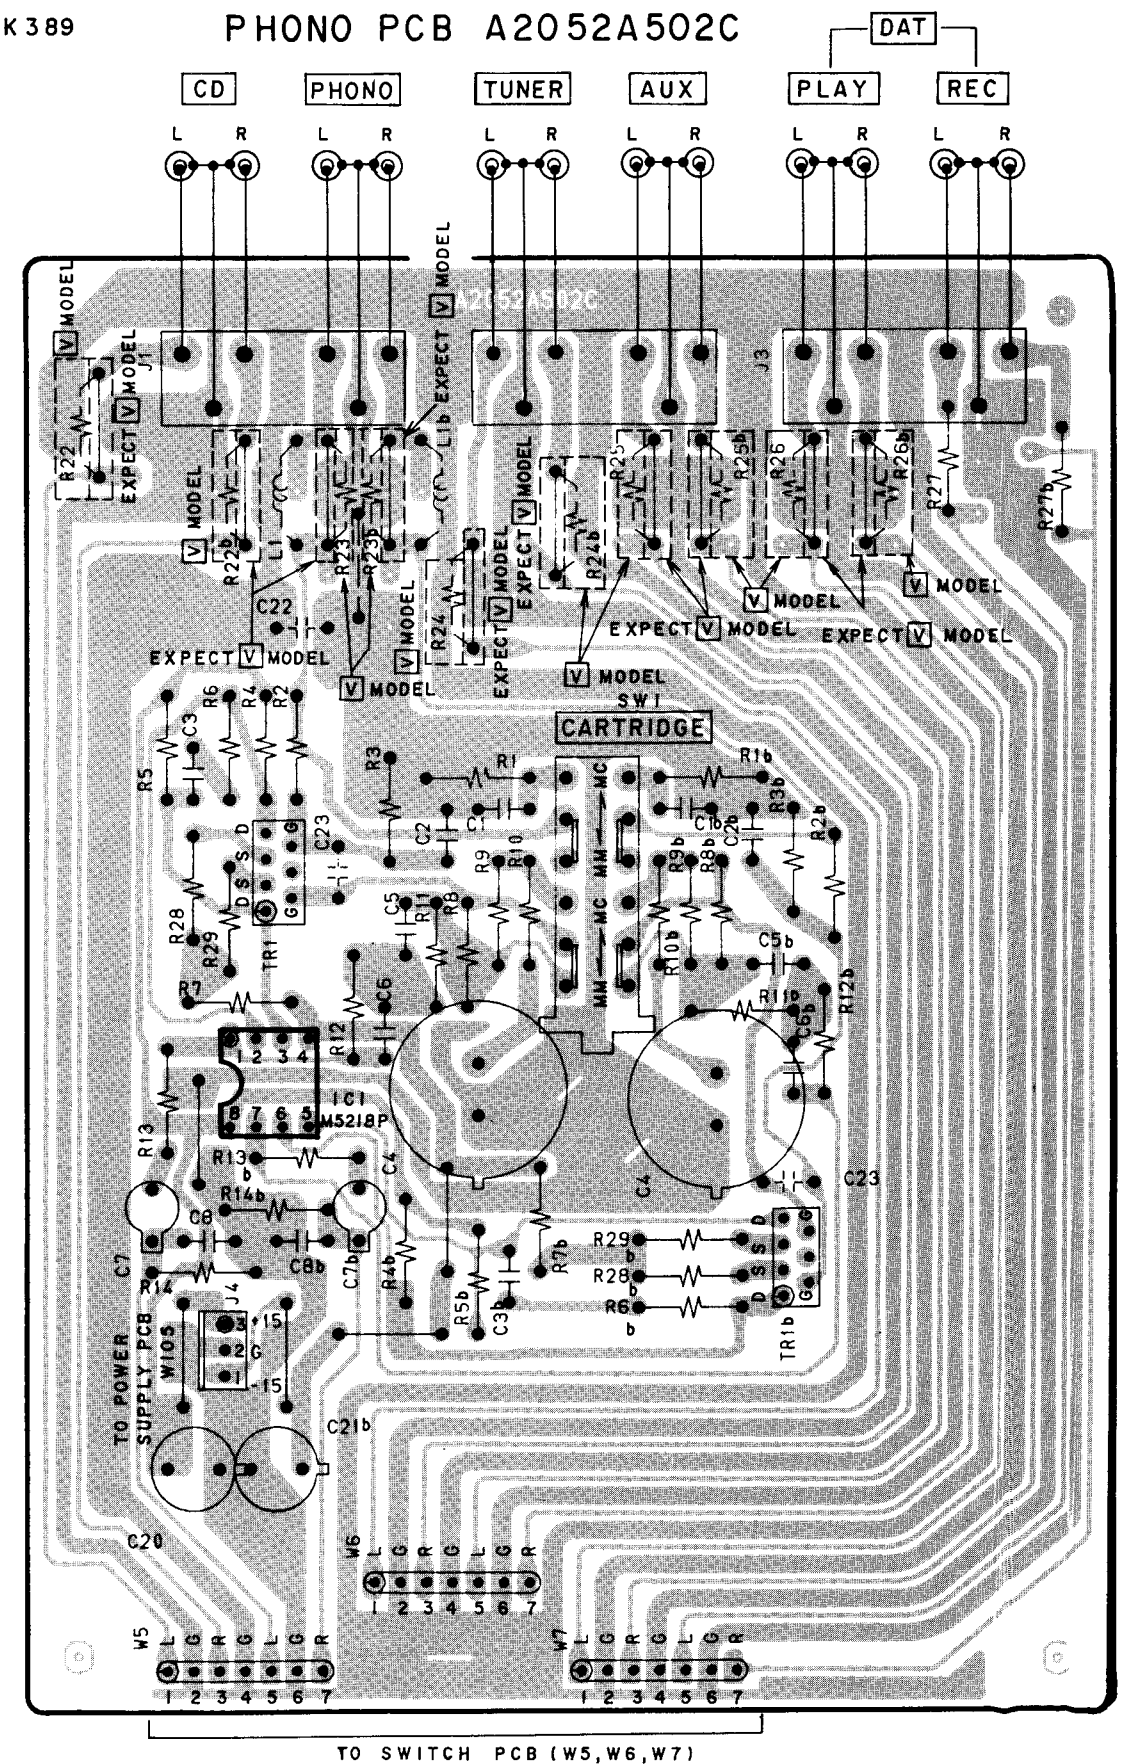 K389
PHONO PCB A2052A502C
DAT
CD PHONO TUNER AUX PLAY REC
L R L R L R L R L R L R
A2052A502C
V MODEL
V MODEL
EXPECT V MODEL
J1
J3
R22
EXPECT V MODEL
L1b
V MODEL
R22b
L1
R23
R23b
V MODEL
R24
EXPECT V MODEL
EXPECT V MODEL
R24b
R25
R25b
R26
R26b
R27
R27b
C22
EXPECT V MODEL
V MODEL
V MODEL
V MODEL
V MODEL
EXPECT V MODEL
EXPECT V MODEL
SW1
CARTRIDGE
R5
C3
R6
R4
R2
R3
R1
R1b
C2
R9
R10
MM MC
MM MC
C1b
C2b
R3b
R2b
R9b
R8b
R28
R29
D S
D S
G
G
TR1
C23
C5
R11
R8
R10b
C5b
R11b
R12b
C6b
R7
R12
C6
1 2 3 4
8 7 6 5
IC1
M5218P
R13
R13
b
C4
C4
C23
R14b
C8
C8b
C7
C7b
R14
R4b
R5b
C3b
R7b
R29
b
R28
b
R6
b
D S
S D
G
G
TR1b
J4
3 +15
2 G
1 -15
TO POWER
SUPPLY PCB
W105
C21b
C20
W6
L G R G L G R
1 2 3 4 5 6 7
W5
L G R G L G R
1 2 3 4 5 6 7
W7
L G R G L G R
1 2 3 4 5 6 7
TO SWITCH PCB (W5,W6,W7)